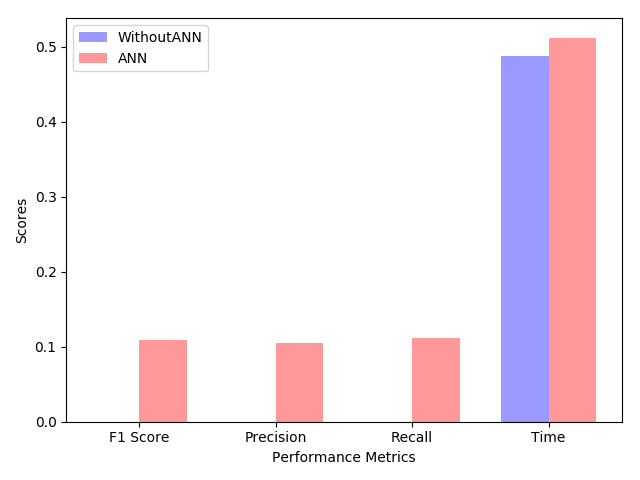 WithoutANN
ANN
0.5
0.4
0.3
0.2
0.1
0.0
Scores
F1 Score Precision Recall Time
Performance Metrics